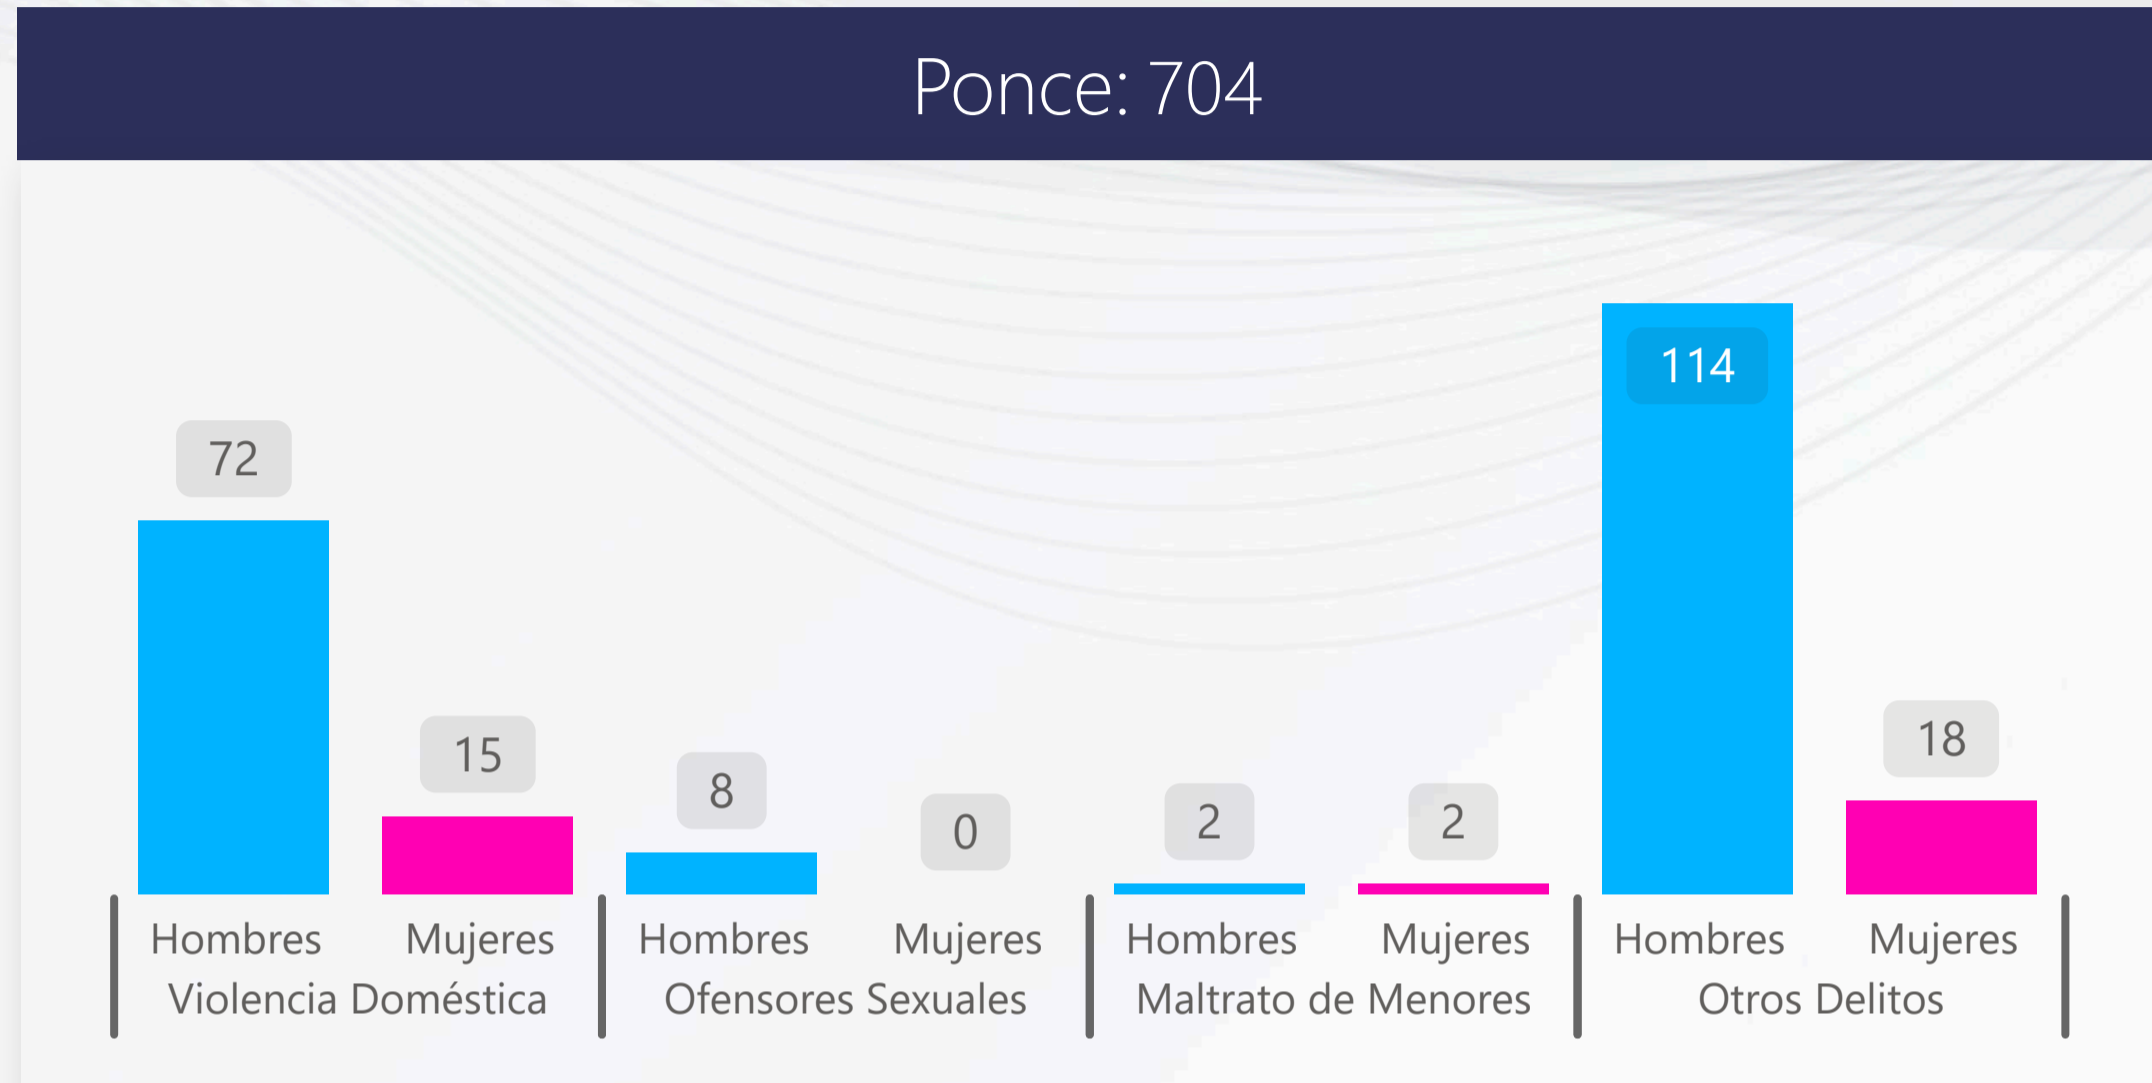 Ponce: 704
114
72
18
15
8
0
2
2
Hombres Mujeres Hombres Mujeres Hombres Mujeres Hombres Mujeres
Violencia Doméstica Ofensores Sexuales Maltrato de Menores Otros Delitos